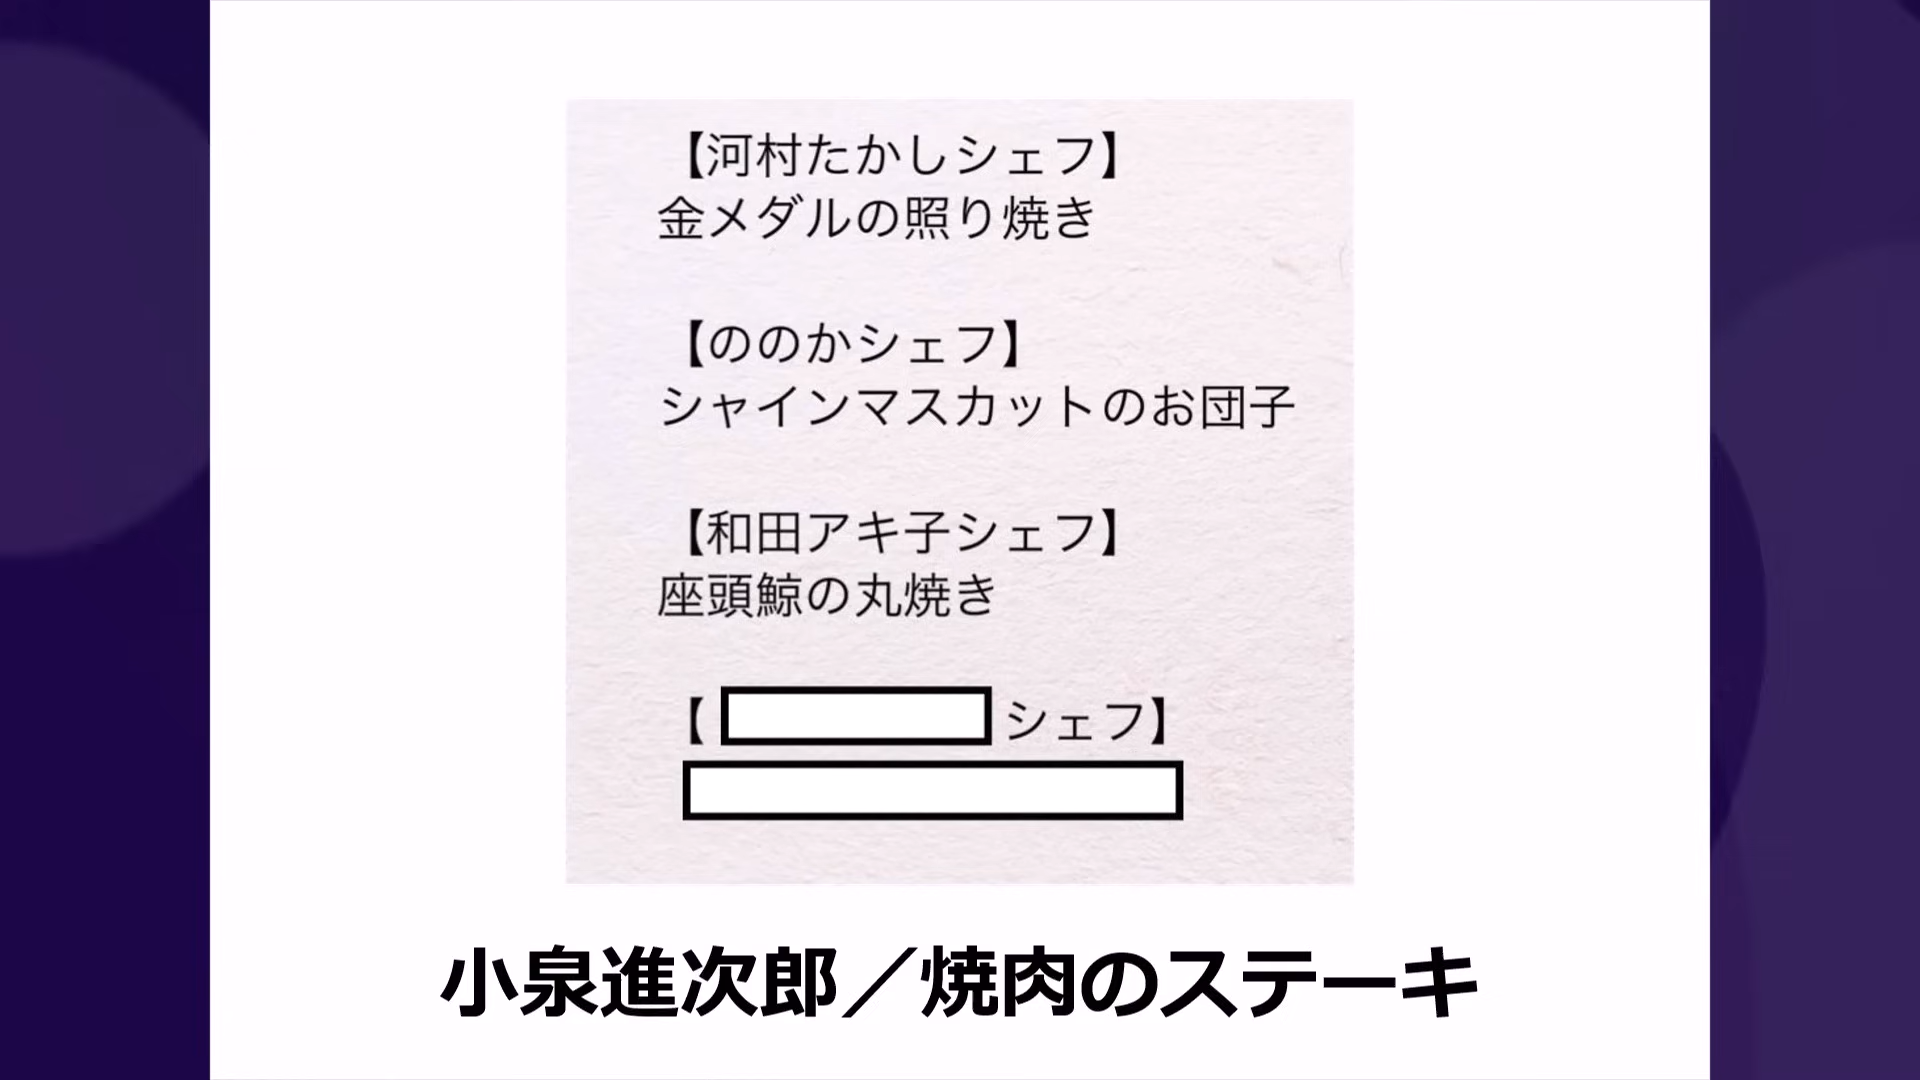 【河村たかしシェフ】
金メダルの照り焼き
【ののかシェフ】
シャインマスカットのお団子
【和田アキ子シェフ】
座頭鯨の丸焼き
【 シェフ】
小泉進次郎／焼肉のステーキ